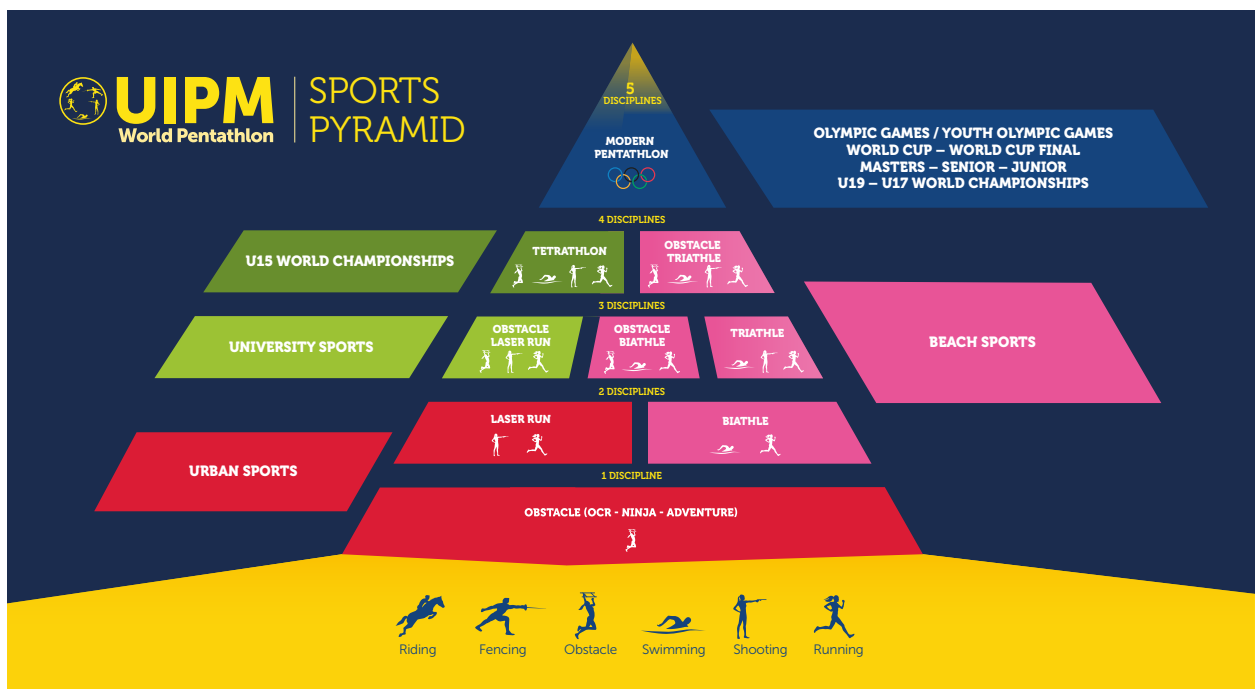 UIPM
World Pentathlon
SPORTS
PYRAMID
5
DISCIPLINES
MODERN
PENTATHLON
OLYMPIC GAMES / YOUTH OLYMPIC GAMES
WORLD CUP – WORLD CUP FINAL
MASTERS – SENIOR – JUNIOR
U19 – U17 WORLD CHAMPIONSHIPS
4 DISCIPLINES
U15 WORLD CHAMPIONSHIPS
TETRATHLON
OBSTACLE
TRIATHLE
3 DISCIPLINES
UNIVERSITY SPORTS
OBSTACLE
LASER RUN
OBSTACLE
BIATHLE
TRIATHLE
BEACH SPORTS
2 DISCIPLINES
LASER RUN
BIATHLE
URBAN SPORTS
1 DISCIPLINE
OBSTACLE (OCR - NINJA - ADVENTURE)
Riding
Fencing
Obstacle
Swimming
Shooting
Running